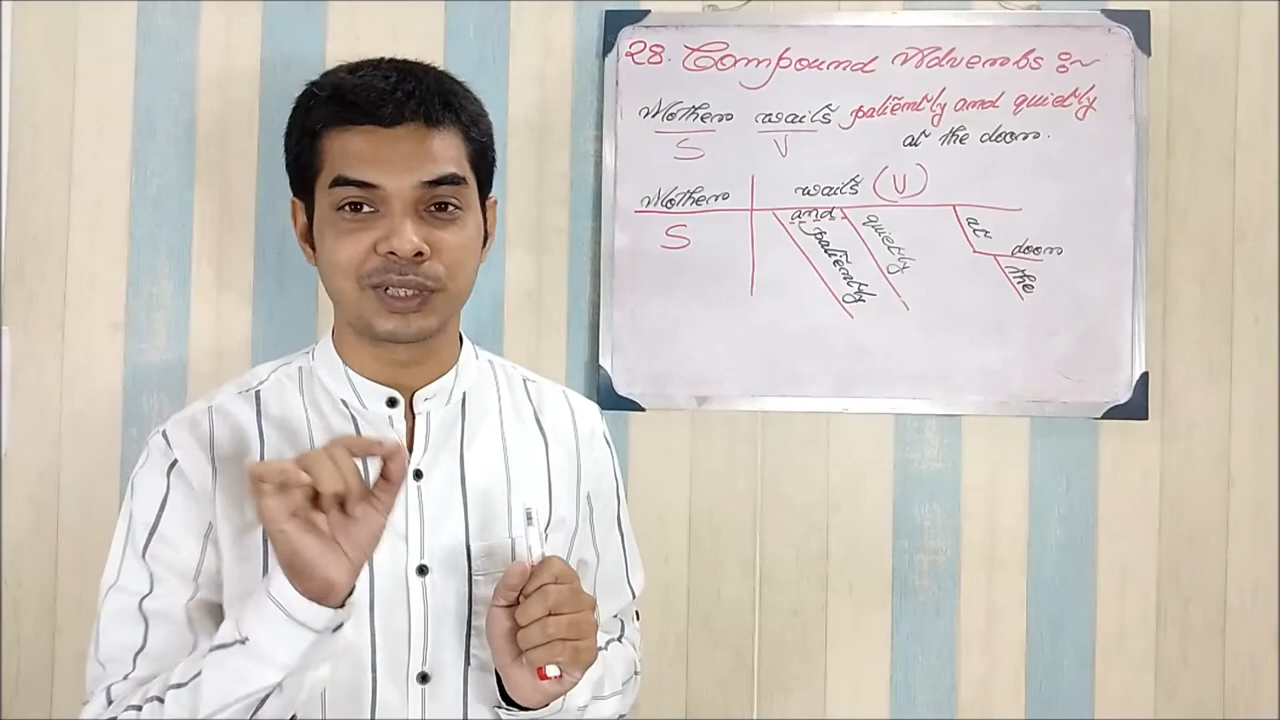 28. Compound Adverbs :~
Mother waits patiently and quietly
at the door.
S V
Mother waits (V)
S
and
patiently
quietly
at
door
the